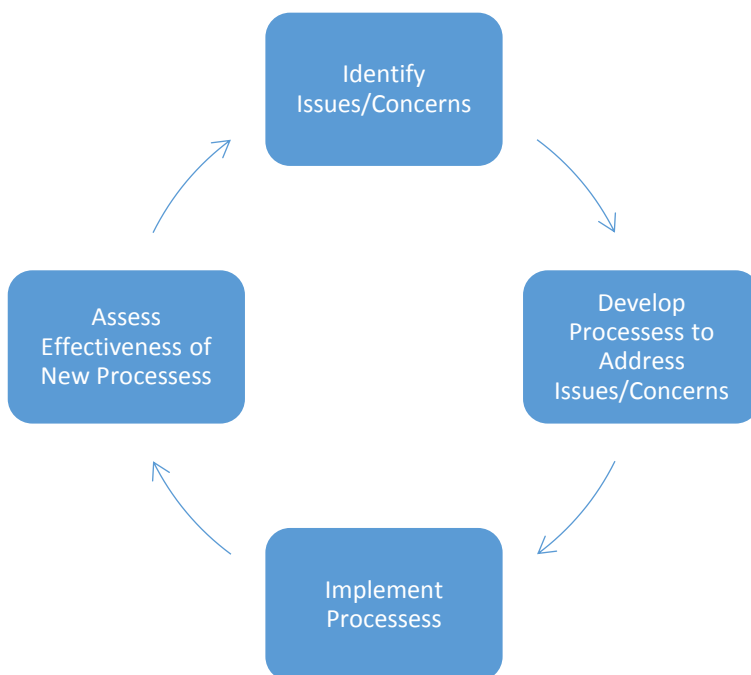 Identify
Issues/Concerns
Develop
Processess to
Address
Issues/Concerns
Implement
Processess
Assess
Effectiveness of
New Processess